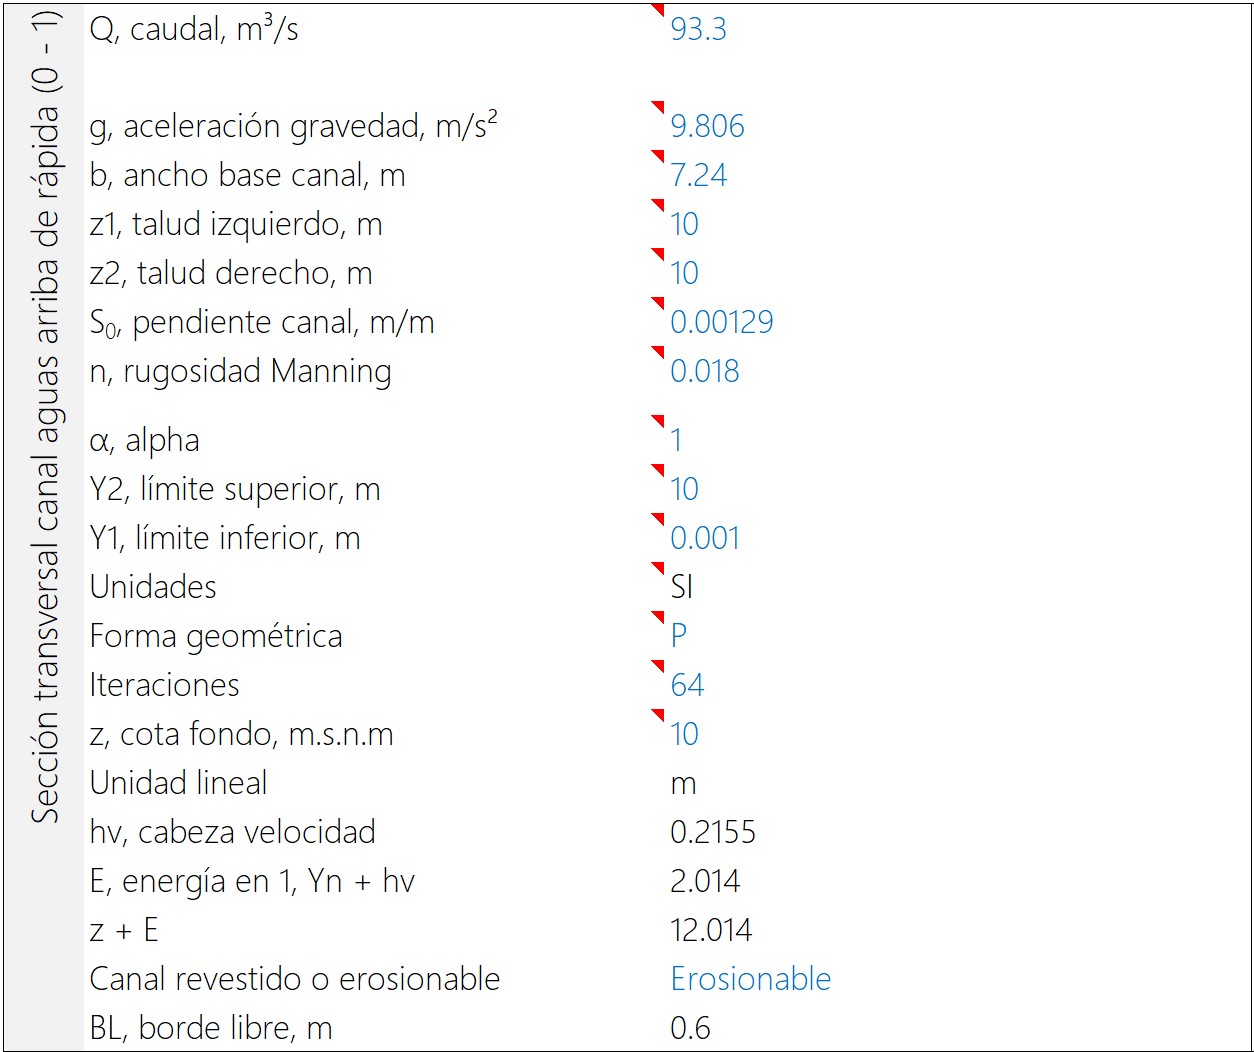 Sección transversal canal aguas arriba de rápida (0 - 1)
Q, caudal, m³/s 93.3
g, aceleración gravedad, m/s² 9.806
b, ancho base canal, m 7.24
z1, talud izquierdo, m 10
z2, talud derecho, m 10
S₀, pendiente canal, m/m 0.00129
n, rugosidad Manning 0.018
α, alpha 1
Y2, límite superior, m 10
Y1, límite inferior, m 0.001
Unidades SI
Forma geométrica P
Iteraciones 64
z, cota fondo, m.s.n.m 10
Unidad lineal m
hv, cabeza velocidad 0.2155
E, energía en 1, Yn + hv 2.014
z + E 12.014
Canal revestido o erosionable Erosionable
BL, borde libre, m 0.6